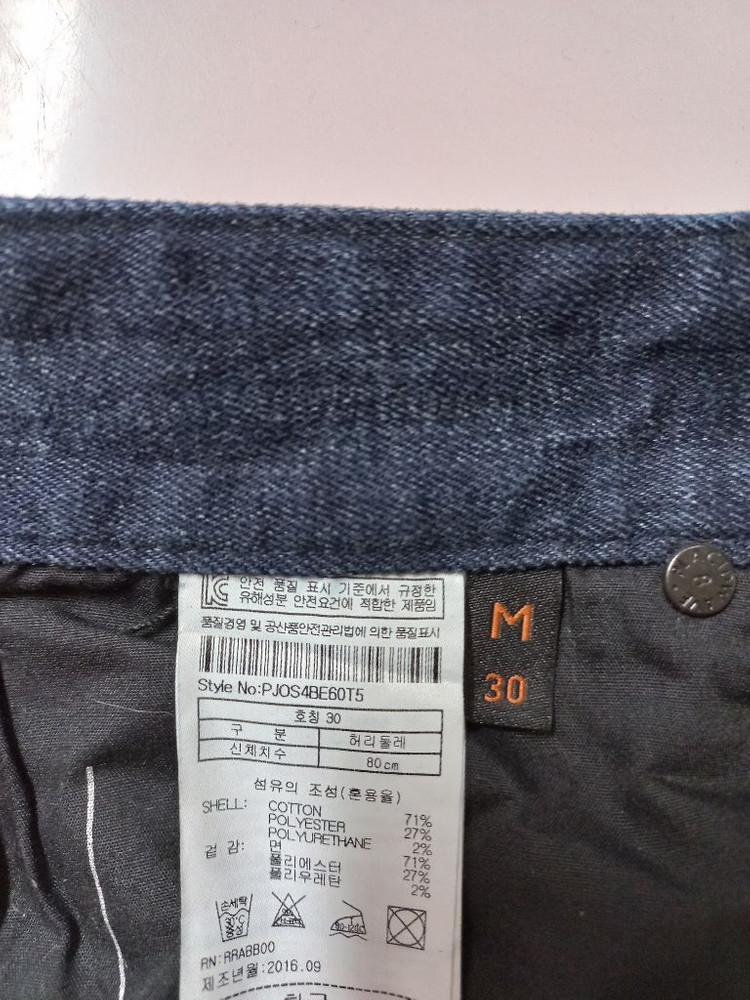 안전 품질 표시 기준에서 규정한
유해성분 안전요건에 적합한 제품임
품질경영 및 공산품안전관리법에 의한 품질표시
Style No:PJOS4BE60T5
호칭 30
구 분 허리둘레
신체치수 80cm
섬유의 조성(혼용율)
SHELL: COTTON 71%
POLYESTER 27%
POLYURETHANE 2%
겉 감: 면 71%
폴리에스터 27%
폴리우레탄 2%
손세탁
RN:RRABB00
제조년월:2016.09
M
30